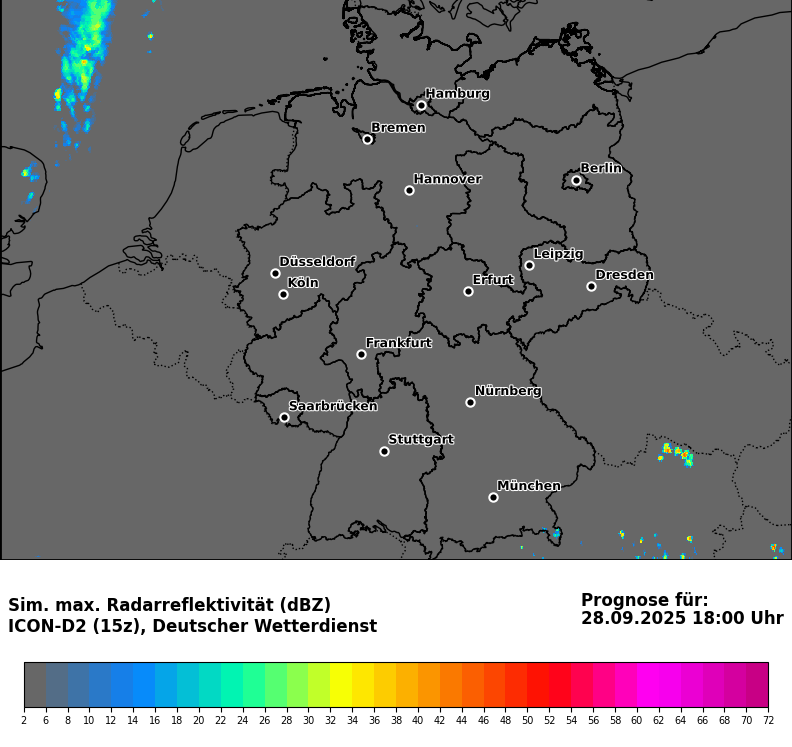 Hamburg
Bremen
Berlin
Hannover
Leipzig
Düsseldorf
Dresden
Erfurt
Köln
Frankfurt
Nürnberg
Saarbrücken
Stuttgart
München
Sim. max. Radarreflektivität (dBZ)
ICON-D2 (15z), Deutscher Wetterdienst
Prognose für:
28.09.2025 18:00 Uhr
2 6 8 10 12 14 16 18 20 22 24 26 28 30 32 34 36 38 40 42 44 46 48 50 52 54 56 58 60 62 64 66 68 70 72